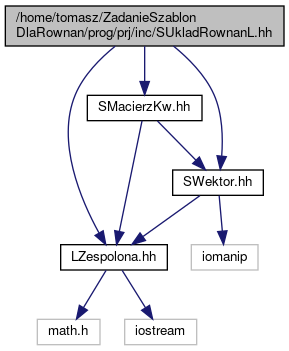 /home/tomasz/ZadanieSzablon
DlaRownan/prog/prj/inc/SUkladRownanL.hh
SMacierzKw.hh
SWektor.hh
LZespolona.hh
iomanip
math.h
iostream